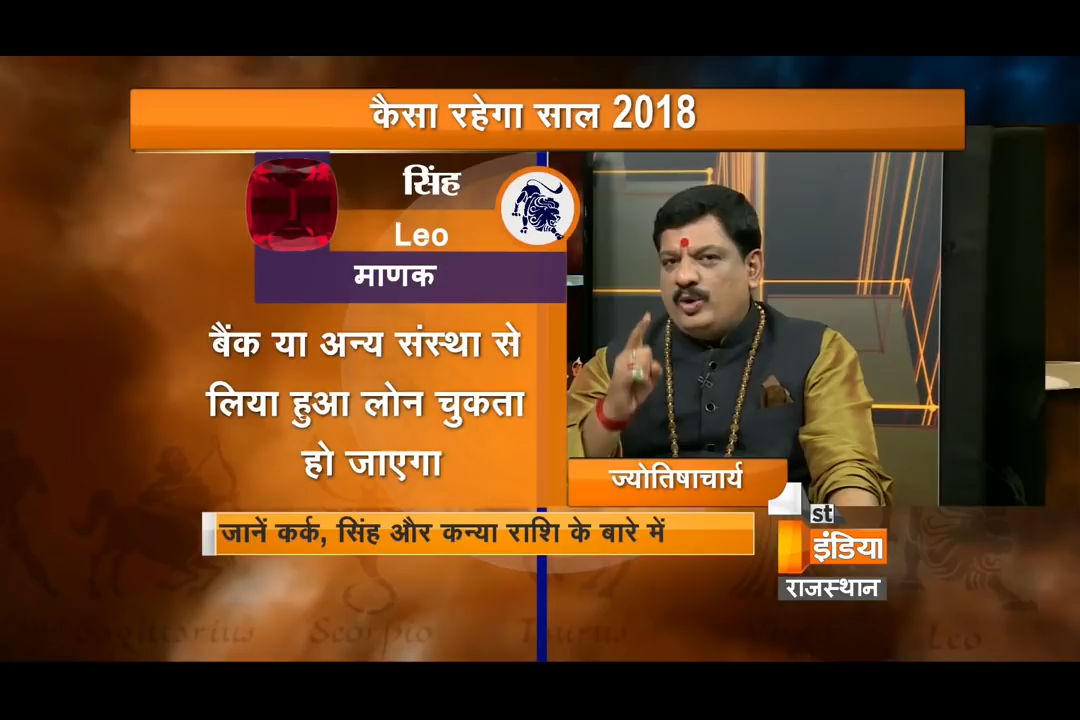 कैसा रहेगा साल 2018
सिंह
Leo
माणक
बैंक या अन्य संस्था से
लिया हुआ लोन चुकता
हो जाएगा
ज्योतिषाचार्य
जानें कर्क, सिंह और कन्या राशि के बारे में
1st
इंडिया
राजस्थान
Sagittarius
Scorpio
Taurus
Leo